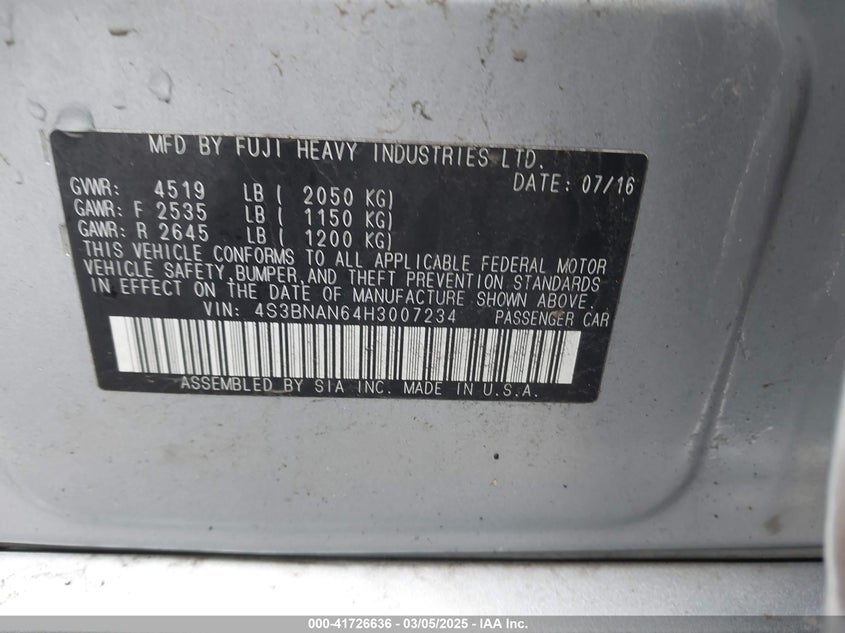 MFD BY FUJI HEAVY INDUSTRIES LTD.
DATE: 07/16
GVWR: 4519 LB ( 2050 KG)
GAWR: F 2535 LB ( 1150 KG)
GAWR: R 2645 LB ( 1200 KG)
THIS VEHICLE CONFORMS TO ALL APPLICABLE FEDERAL MOTOR
VEHICLE SAFETY, BUMPER, AND THEFT PREVENTION STANDARDS
IN EFFECT ON THE DATE OF MANUFACTURE SHOWN ABOVE.
VIN: 4S3BNAN64H3007234 PASSENGER CAR
ASSEMBLED BY SIA INC. MADE IN U.S.A.
000-41726636 - 03/05/2025 - IAA Inc.